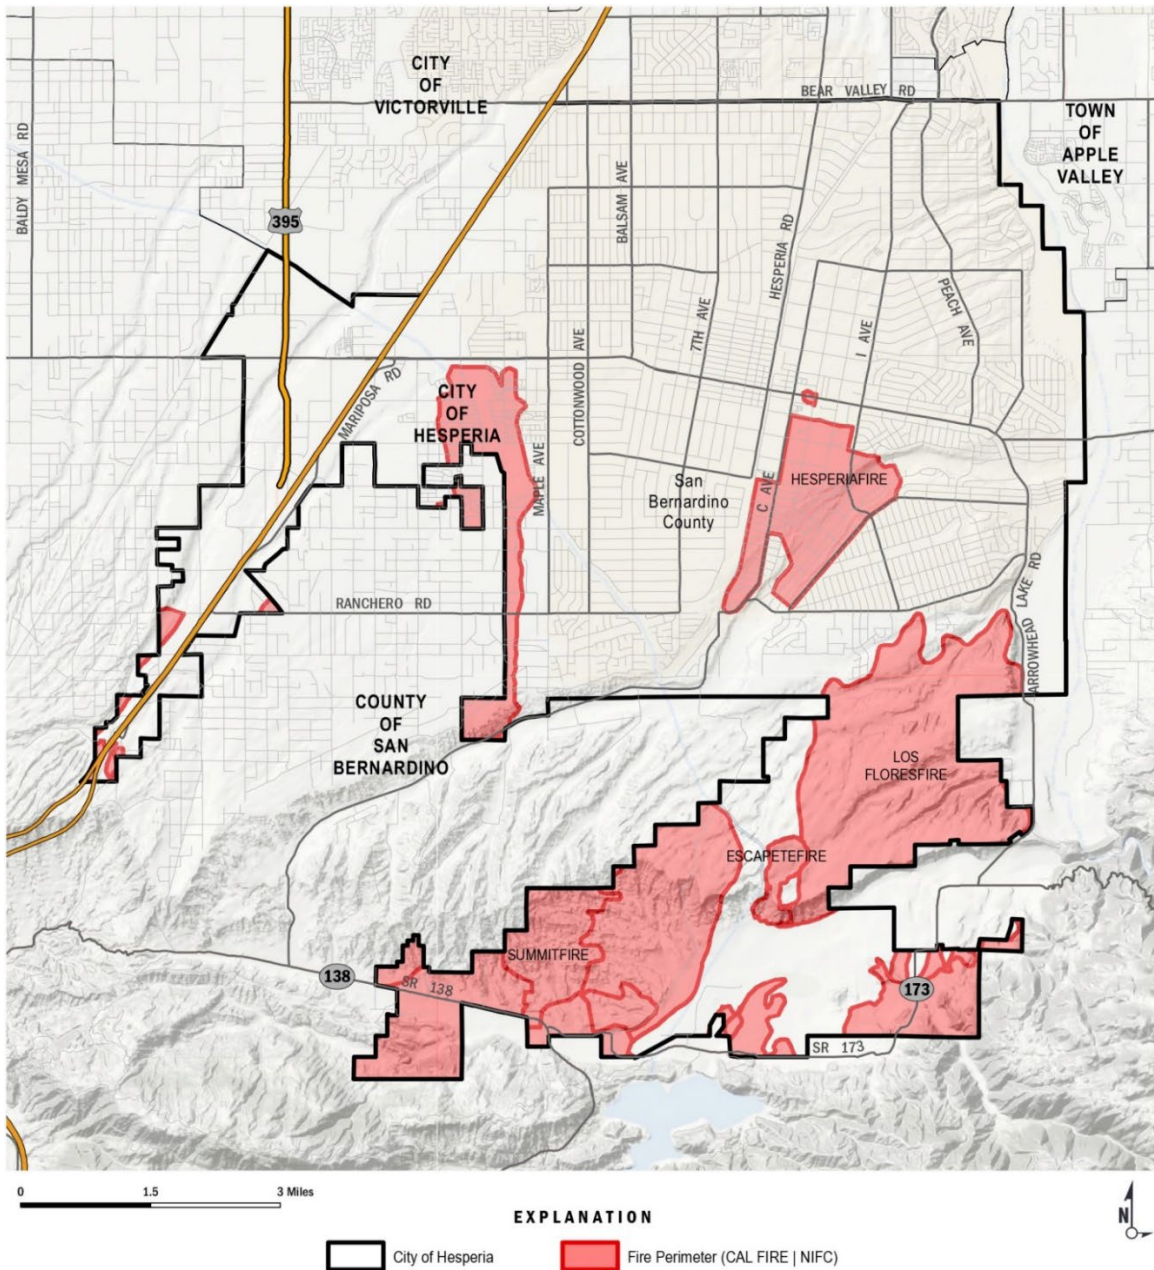 CITY
OF
VICTORVILLE
BEAR VALLEY RD
TOWN
OF
APPLE
VALLEY
BALDY MESA RD
395
BALSAM AVE
HESPERIA RD
7TH AVE
I AVE
PEACH AVE
COTTONWOOD AVE
MARIPOSA RD
CITY
OF
HESPERIA
MAPLE AVE
San
Bernardino
County
C AVE
HESPERIAFIRE
RANCHERO RD
ARROWHEAD LAKE RD
COUNTY
OF
SAN
BERNARDINO
LOS
FLORESFIRE
ESCAPETEFIRE
SUMMITFIRE
138
SR 138
173
SR 173
0 1.5 3 Miles
N
EXPLANATION
City of Hesperia
Fire Perimeter (CAL FIRE | NIFC)